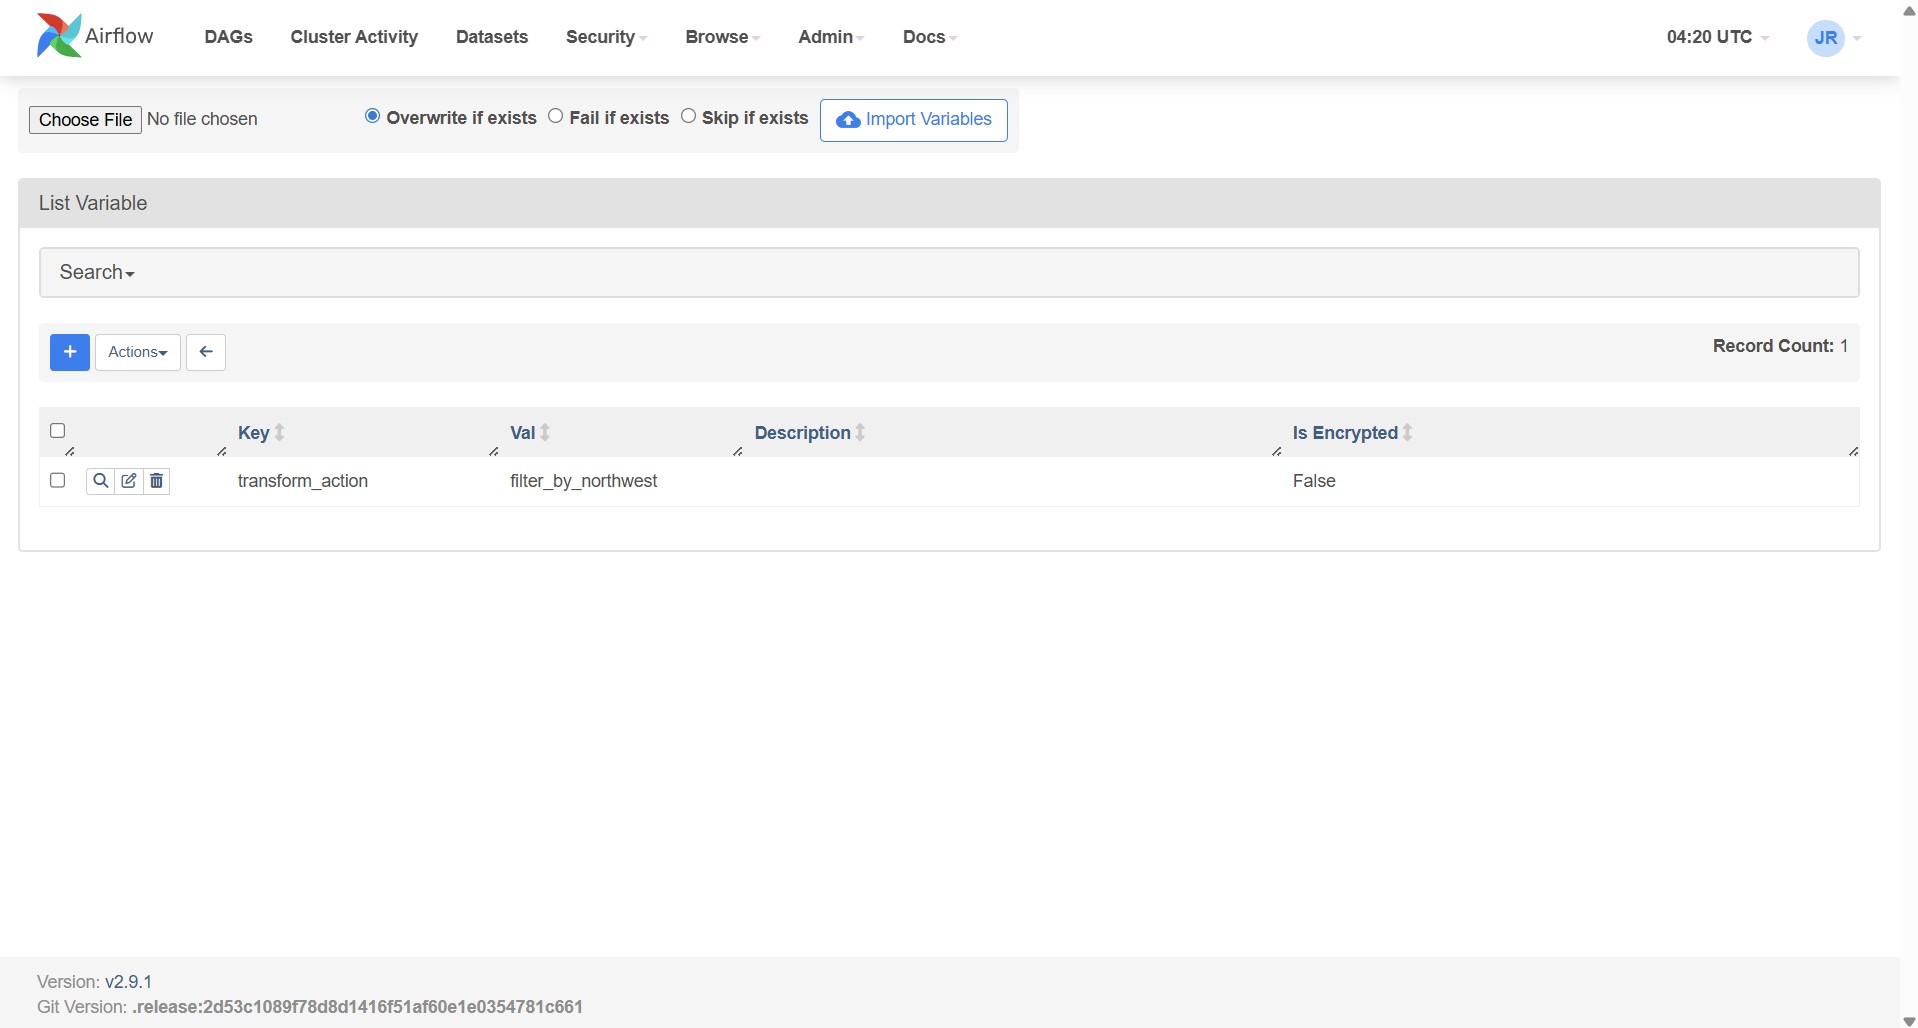 Airflow DAGs Cluster Activity Datasets Security Browse Admin Docs 04:20 UTC JR
Choose File No file chosen Overwrite if exists Fail if exists Skip if exists Import Variables
List Variable
Search
+ Actions Record Count: 1
Key Val Description Is Encrypted
transform_action filter_by_northwest False
Version: v2.9.1
Git Version: .release:2d53c1089f78d8d1416f51af60e1e0354781c661